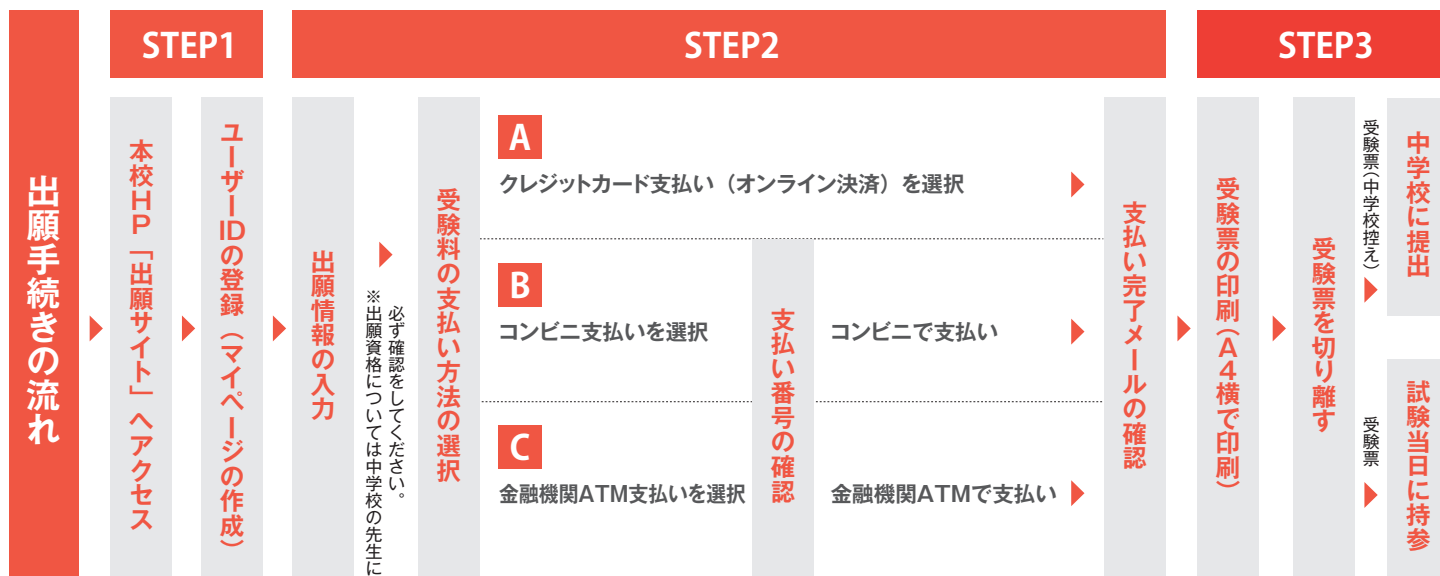 出願手続きの流れ
STEP1
本校HP「出願サイト」へアクセス
ユーザーIDの登録（マイページの作成）
STEP2
出願情報の入力
※出願資格については中学校の先生に
必ず確認をしてください。
受験料の支払い方法の選択
A
クレジットカード支払い（オンライン決済）を選択
B
コンビニ支払いを選択
C
金融機関ATM支払いを選択
支払い番号の確認
コンビニで支払い
金融機関ATMで支払い
支払い完了メールの確認
STEP3
受験票の印刷（A4横で印刷）
受験票を切り離す
受験票（中学校控え）
中学校に提出
受験票
試験当日に持参